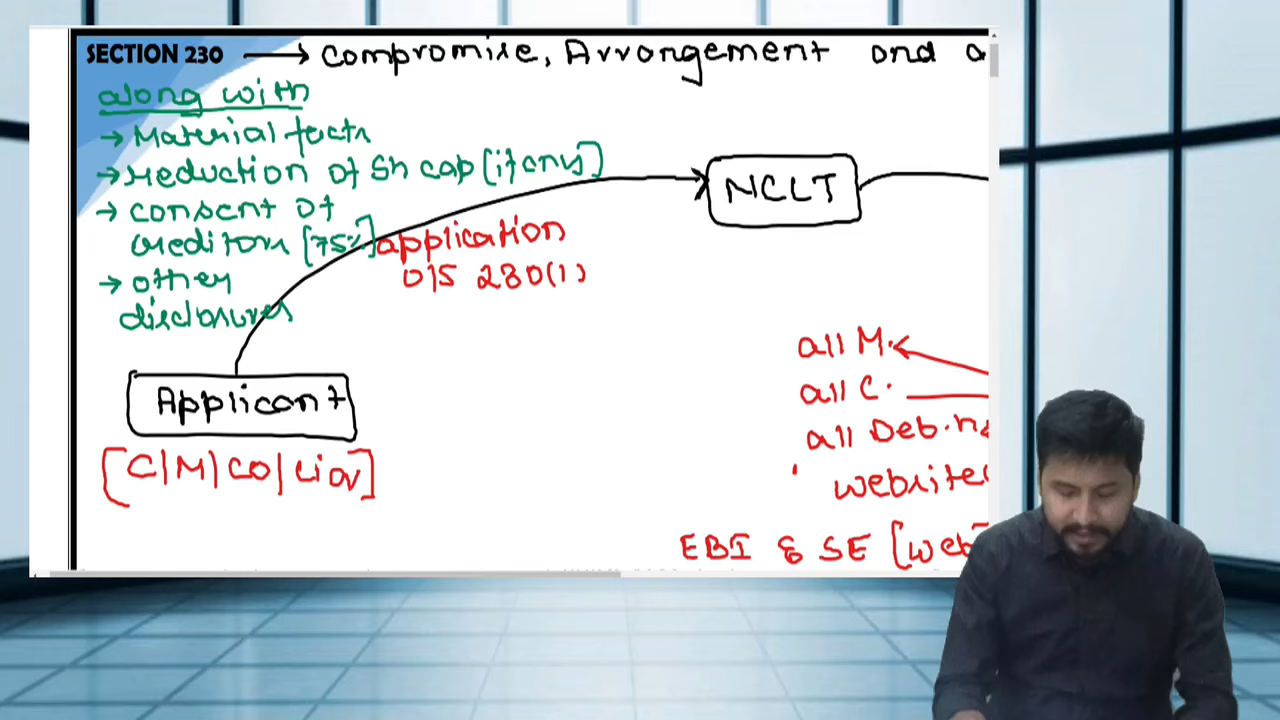 SECTION 230 → compromise, Arrangement and a
along with
→ Material facts
→ reduction of Sh cap [if any]
→ consent of
creditors [75%]
→ other
disclosures
application
u/s 230(1)
NCLT
Applicant
[C|M|CO|Liqr]
all M.
all C.
all Deb. h
website
EBI & SE [web